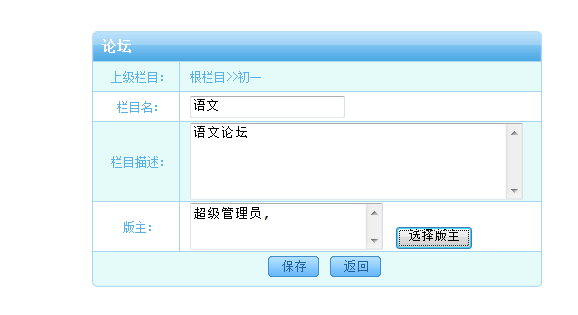 论坛
上级栏目： 根栏目>>初一
栏目名： 语文
栏目描述： 语文论坛
版主： 超级管理员, 选择版主
保存 返回